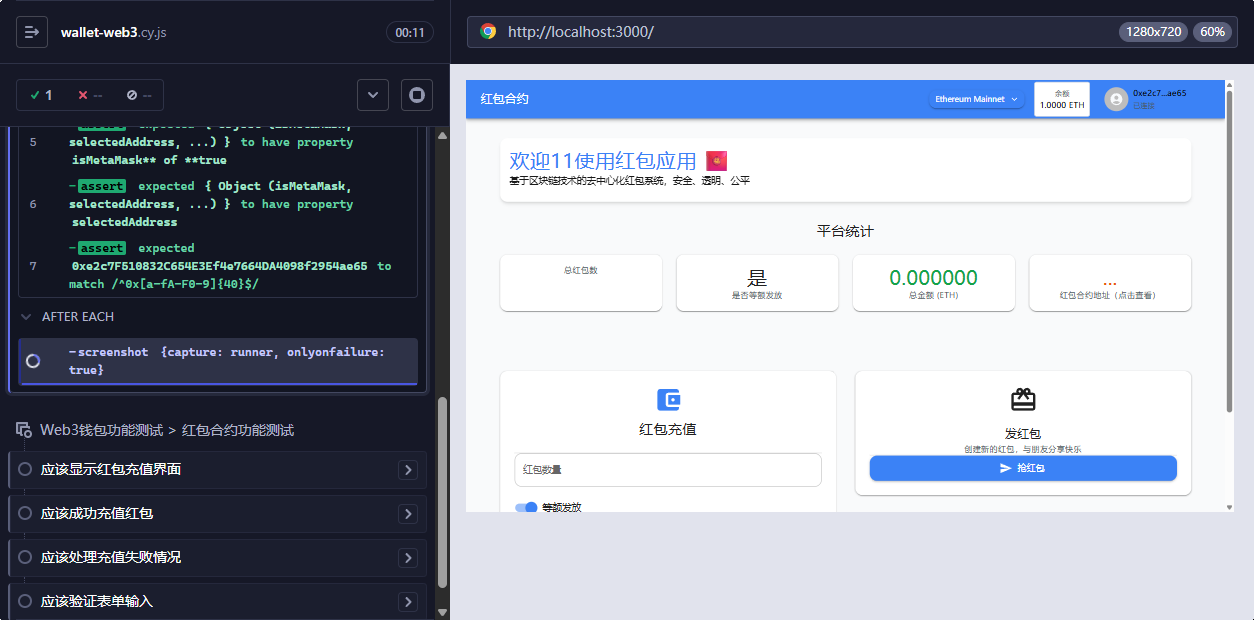 wallet-web3.cy.js
00:11
1
--
--
5
assert expected { Object (isMetaMask,
selectedAddress, ...) } to have property
isMetaMask** of **true
6
-assert expected { Object (isMetaMask,
selectedAddress, ...) } to have property
selectedAddress
7
-assert expected
0xe2c7F510832C654E3Ef4e7664DA4098f2954ae65 to
match /^0x[a-fA-F0-9]{40}$/
AFTER EACH
-screenshot {capture: runner, onlyonfailure:
true}
Web3钱包功能测试 > 红包合约功能测试
应该显示红包充值界面
应该成功充值红包
应该处理充值失败情况
应该验证表单输入
http://localhost:3000/
1280x720
60%
红包合约
Ethereum Mainnet
余额
1.0000 ETH
0xe2c7...ae65
已连接
欢迎11使用红包应用
基于区块链技术的去中心化红包系统，安全、透明、公平
平台统计
总红包数
是
是否等额发放
0.000000
总金额 (ETH)
...
红包合约地址（点击查看）
红包充值
红包数量
等额发放
发红包
创建新的红包，与朋友分享快乐
抢红包